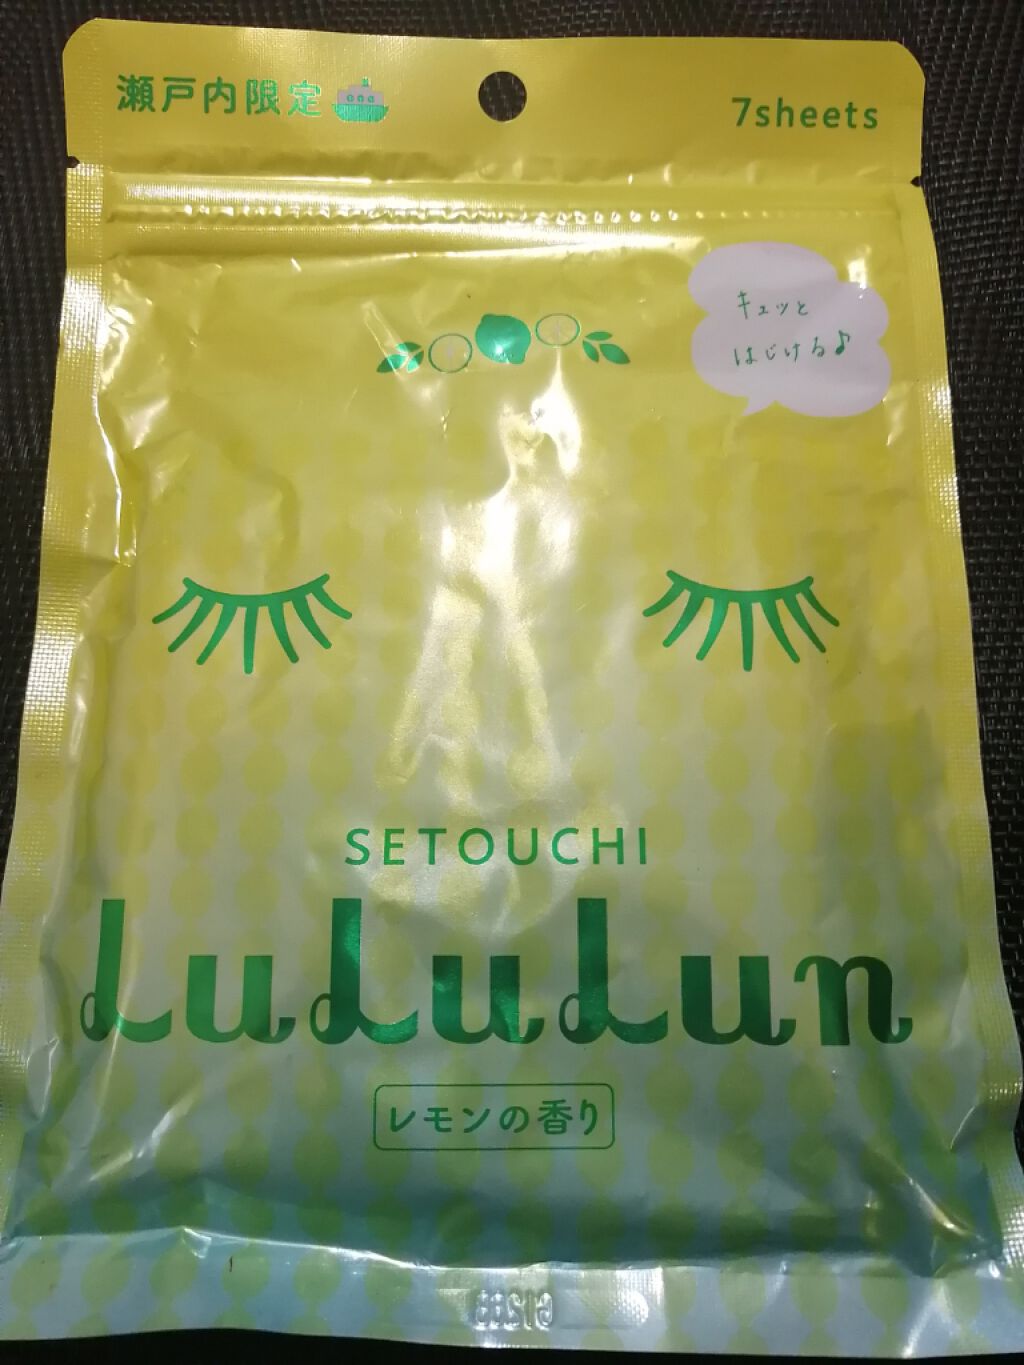 瀬戸内限定
7sheets
キュッと
はじける♪
SETOUCHI
LuLuLun
レモンの香り